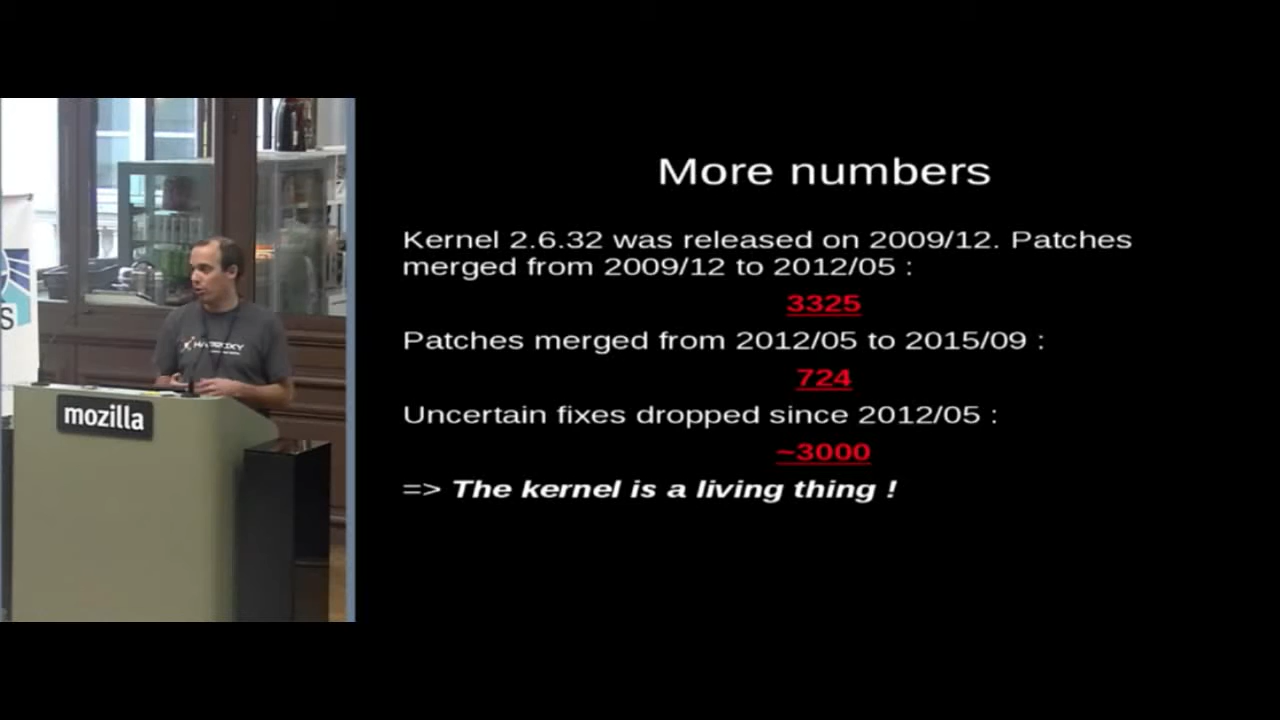 More numbers
Kernel 2.6.32 was released on 2009/12. Patches
merged from 2009/12 to 2012/05 :
3325
Patches merged from 2012/05 to 2015/09 :
724
Uncertain fixes dropped since 2012/05 :
~3000
=> The kernel is a living thing !
mozilla
S